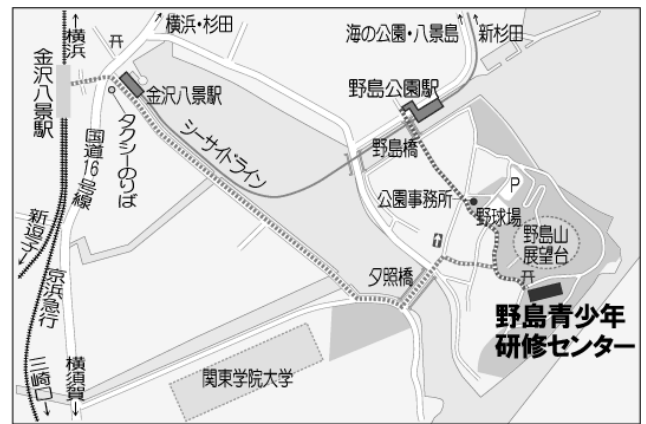 ←横浜
横浜・杉田
海の公園・八景島
新杉田
金沢八景駅
金沢八景駅
野島公園駅
タクシーのりば
シーサイドライン
国道16号線
野島橋
P
公園事務所
野球場
野島山
展望台
新逗子
夕照橋
京浜急行
野島青少年
研修センター
三崎口
横須賀
関東学院大学